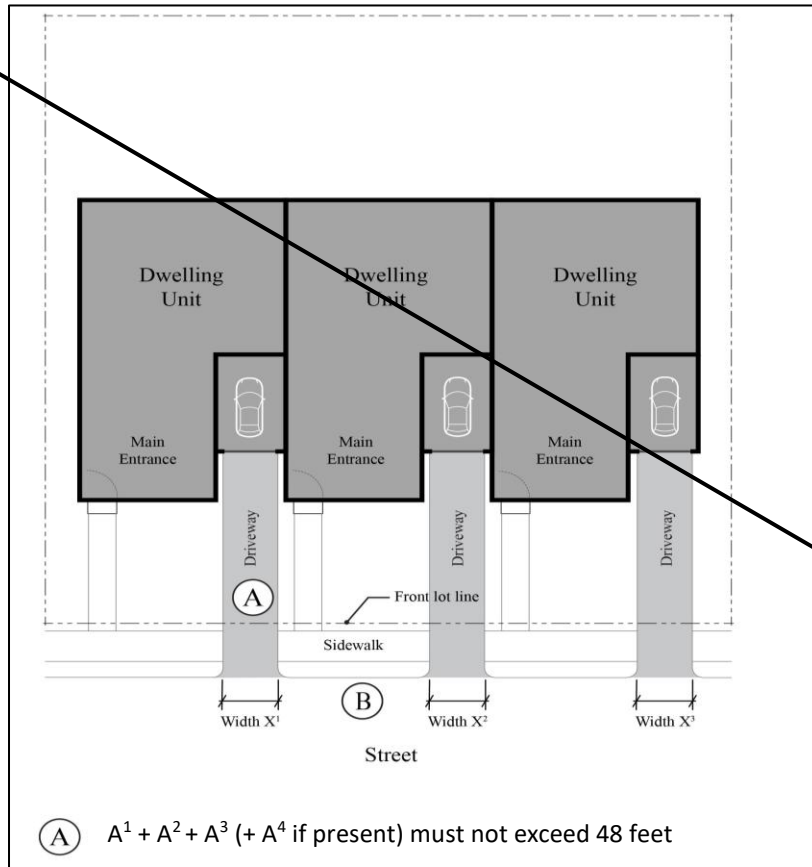 Dwelling Unit
Dwelling Unit
Dwelling Unit
Main Entrance
Main Entrance
Main Entrance
Driveway
Driveway
Driveway
A
Front lot line
Sidewalk
B
Width X¹
Width X²
Width X³
Street
A A¹ + A² + A³ (+ A⁴ if present) must not exceed 48 feet